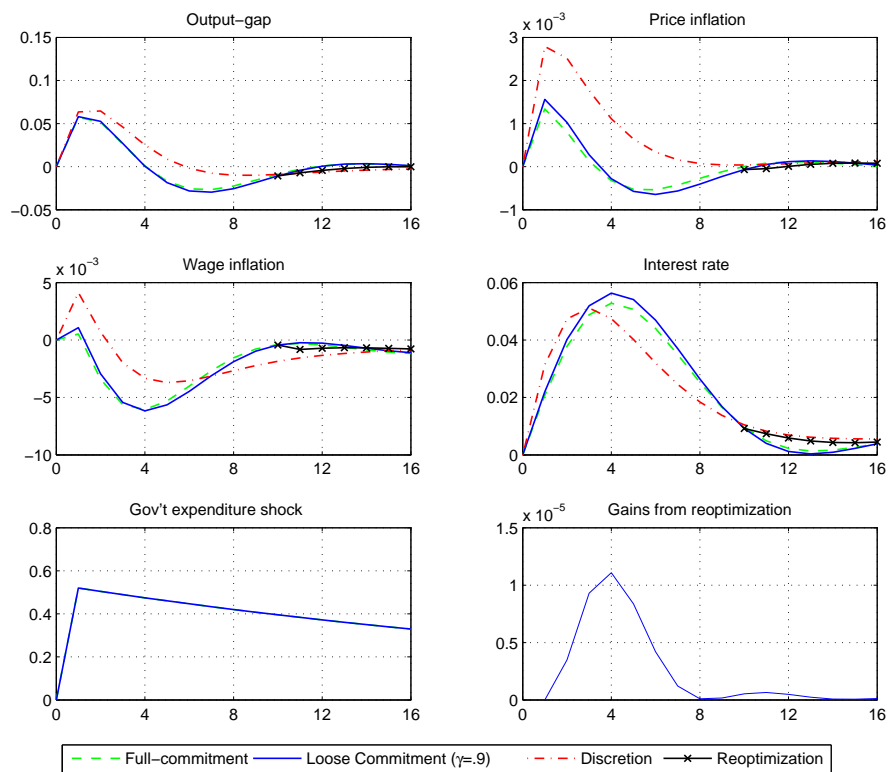 Output−gap
0.15
0.1
0.05
0
−0.05
0 4 8 12 16
Price inflation
x 10−3
3
2
1
0
−1
0 4 8 12 16
Wage inflation
x 10−3
5
0
−5
−10
0 4 8 12 16
Interest rate
0.06
0.04
0.02
0
0 4 8 12 16
Gov't expenditure shock
0.8
0.6
0.4
0.2
0
0 4 8 12 16
Gains from reoptimization
x 10−5
1.5
1
0.5
0
0 4 8 12 16
Full−commitment Loose Commitment (γ=.9) Discretion Reoptimization